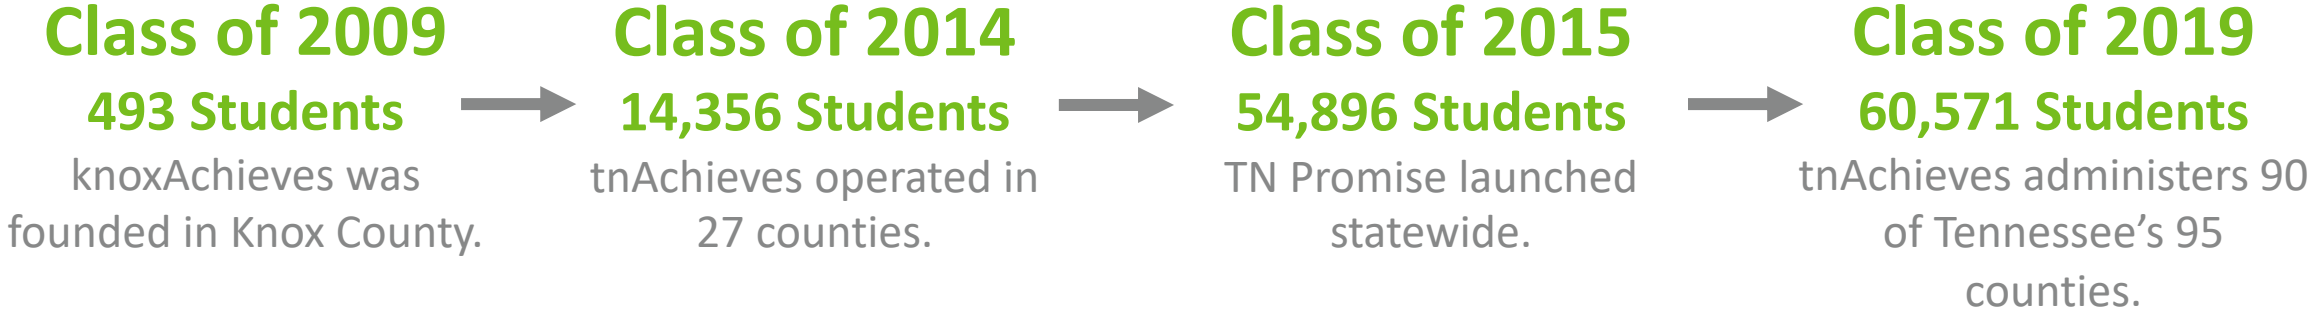 Class of 2009
493 Students
knoxAchieves was
founded in Knox County.
Class of 2014
14,356 Students
tnAchieves operated in
27 counties.
Class of 2015
54,896 Students
TN Promise launched
statewide.
Class of 2019
60,571 Students
tnAchieves administers 90
of Tennessee’s 95
counties.